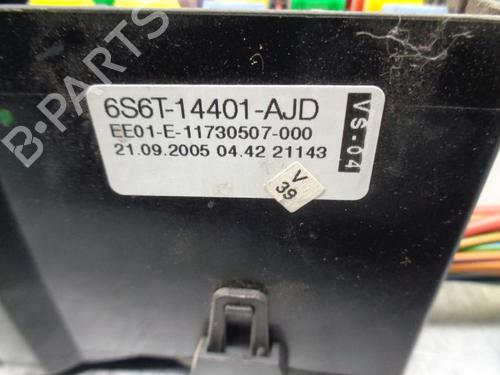 6S6T-14401-AJD
EE01-E-11730507-000
21.09.2005 04.42 21143
VS-04
V
39
B-PARTS